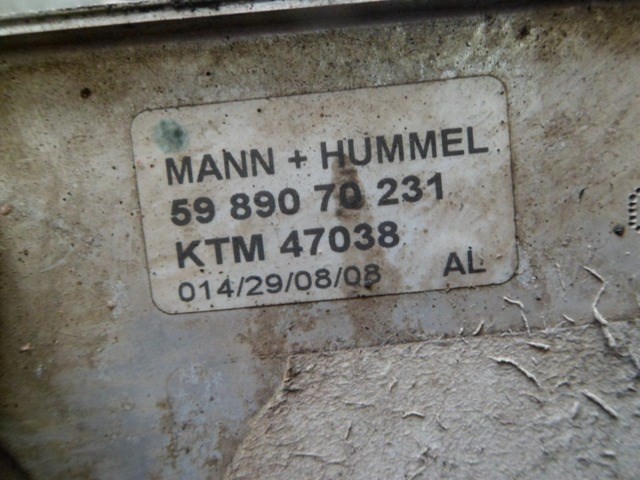 MANN + HUMMEL
59 890 70 231
KTM 47038
014/29/08/08 AL